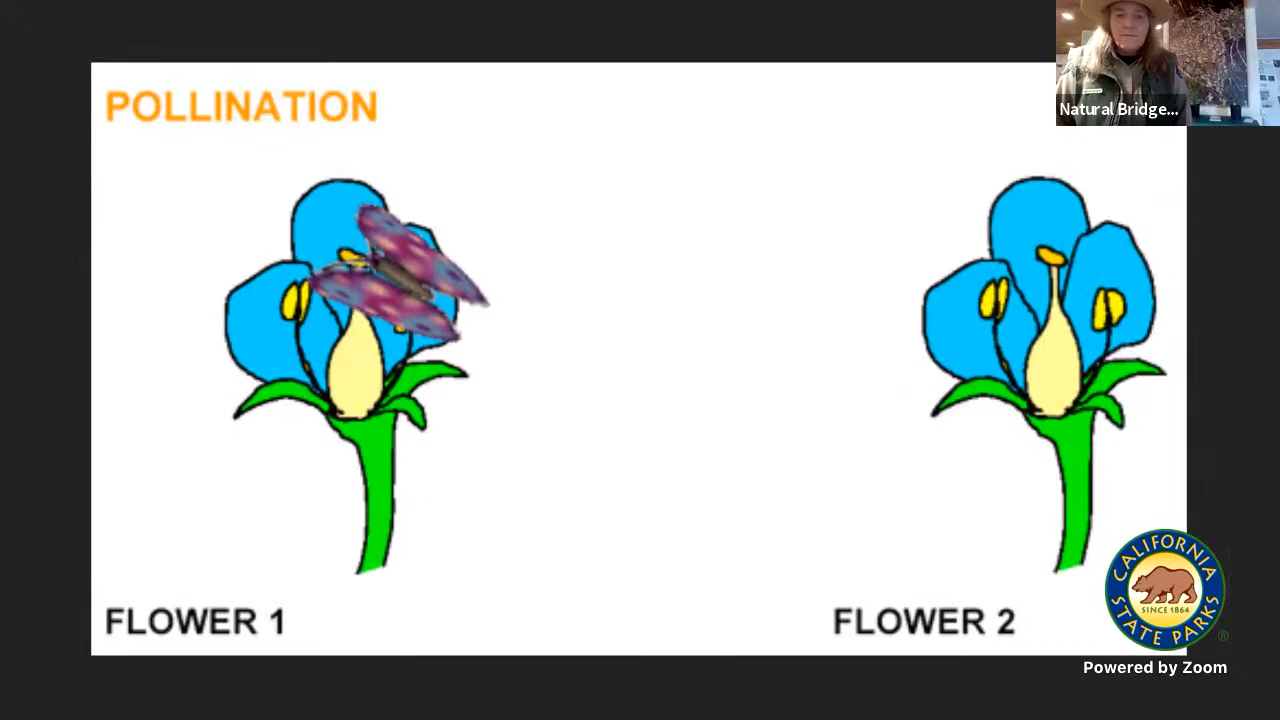 POLLINATION
Natural Bridge...
FLOWER 1
FLOWER 2
CALIFORNIA
SINCE 1864
STATE PARKS
®
Powered by Zoom